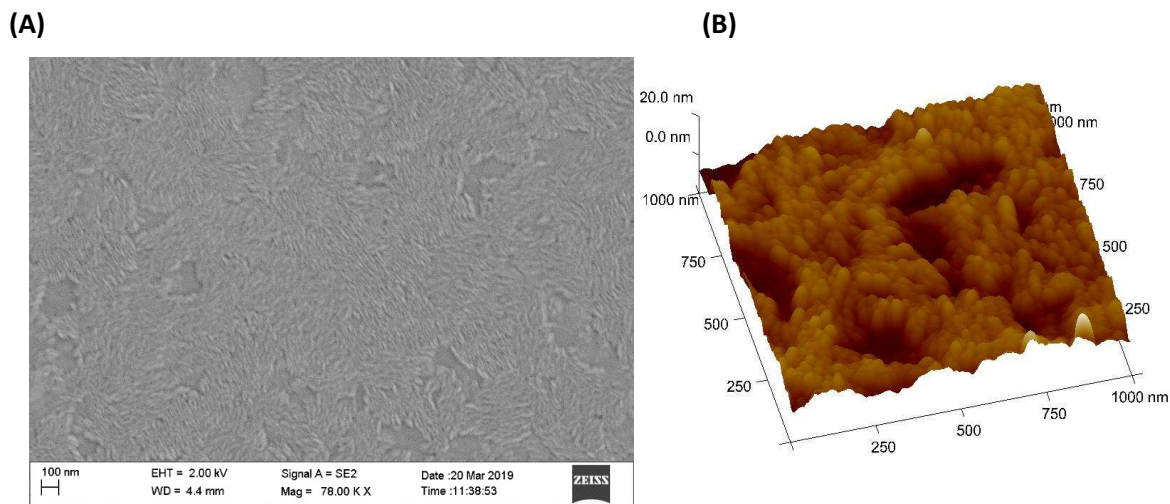 (A)
(B)
100 nm
EHT = 2.00 kV
WD = 4.4 mm
Signal A = SE2
Mag = 78.00 K X
Date :20 Mar 2019
Time :11:38:53
ZEISS
20.0 nm
0.0 nm
1000 nm
750
500
250
250
500
750
1000 nm
250
500
750